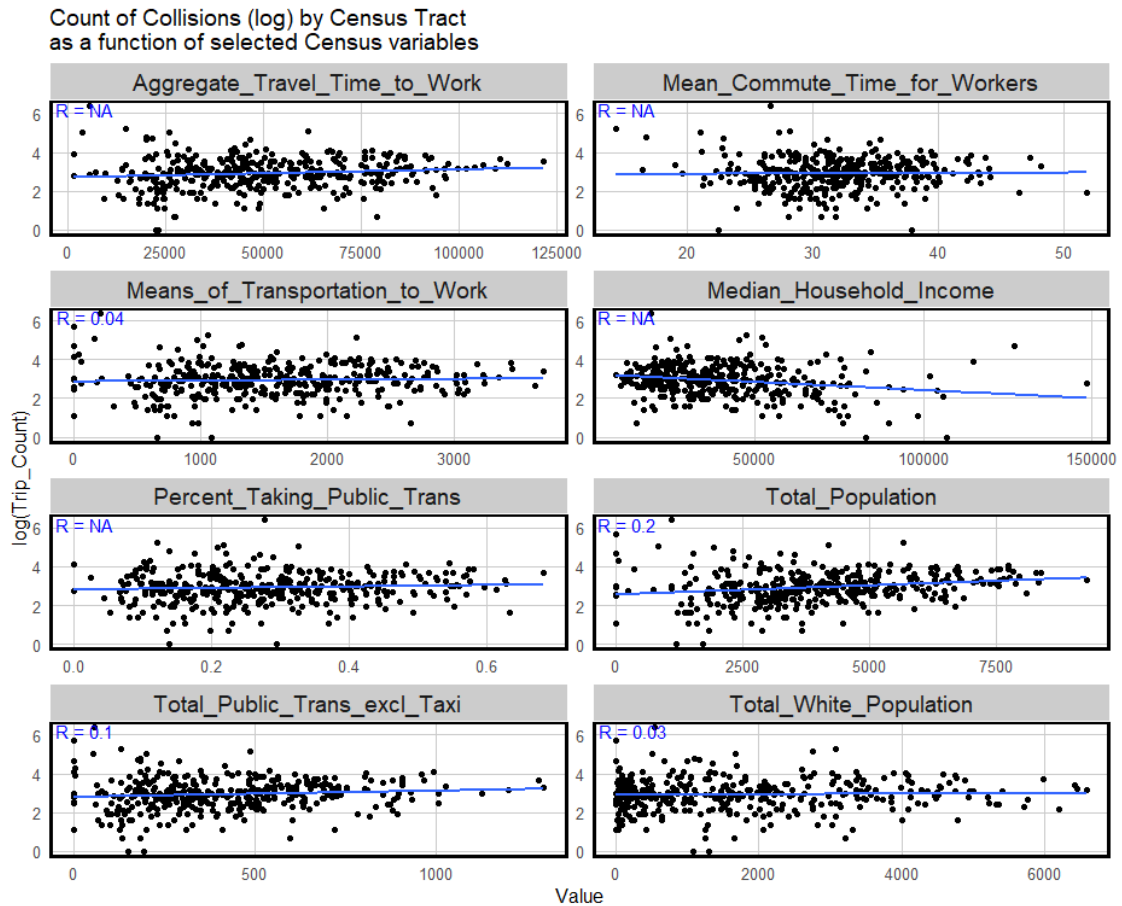 Count of Collisions (log) by Census Tract
as a function of selected Census variables
Aggregate_Travel_Time_to_Work
R = NA
6
4
2
0
0 25000 50000 75000 100000 125000
Mean_Commute_Time_for_Workers
R = NA
6
4
2
0
20 30 40 50
Means_of_Transportation_to_Work
R = 0.04
6
4
2
0
0 1000 2000 3000
Median_Household_Income
R = NA
6
4
2
0
50000 100000 150000
log(Trip_Count)
Percent_Taking_Public_Trans
R = NA
6
4
2
0
0.0 0.2 0.4 0.6
Total_Population
R = 0.2
6
4
2
0
0 2500 5000 7500
Total_Public_Trans_excl_Taxi
R = 0.1
6
4
2
0
0 500 1000
Total_White_Population
R = 0.03
6
4
2
0
0 2000 4000 6000
Value